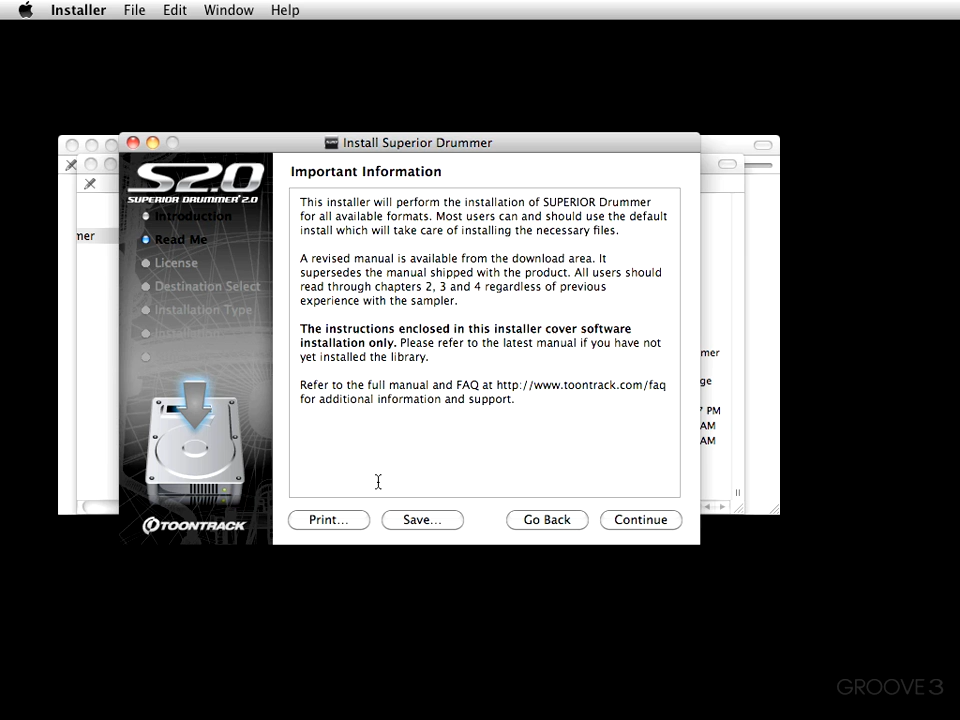 Installer File Edit Window Help
Install Superior Drummer
S2.0
SUPERIOR DRUMMER 2.0
Introduction
Read Me
License
Destination Select
Installation Type
Installation
TOONTRACK
Important Information
This installer will perform the installation of SUPERIOR Drummer
for all available formats. Most users can and should use the default
install which will take care of installing the necessary files.
A revised manual is available from the download area. It
supersedes the manual shipped with the product. All users should
read through chapters 2, 3 and 4 regardless of previous
experience with the sampler.
The instructions enclosed in this installer cover software
installation only. Please refer to the latest manual if you have not
yet installed the library.
Refer to the full manual and FAQ at http://www.toontrack.com/faq
for additional information and support.
Print... Save... Go Back Continue
mer
mer
ge
7 PM
AM
AM
GROOVE3